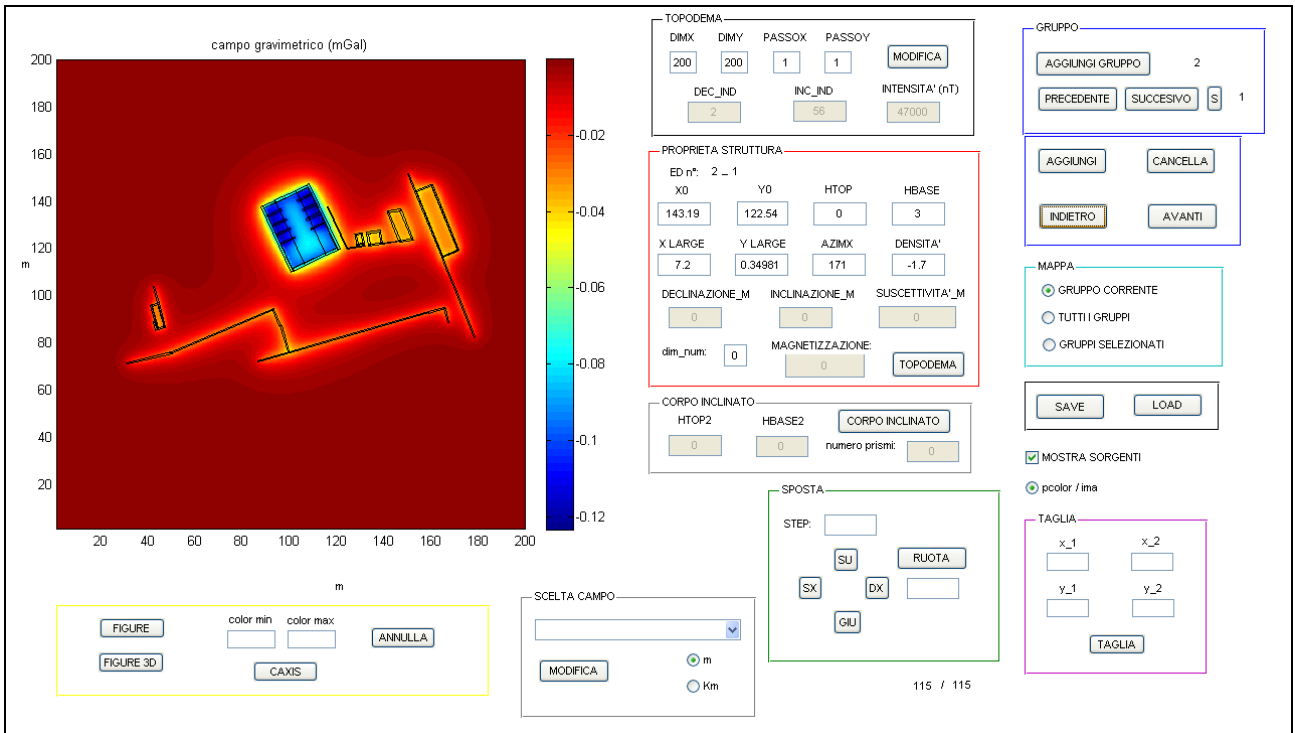 campo gravimetrico (mGal)
200
180
160
140
120
100
80
60
40
20
m
20 40 60 80 100 120 140 160 180 200
m
-0.02
-0.04
-0.06
-0.08
-0.1
-0.12
TOPODEMA
DIMX DIMY PASSOX PASSOY
200 200 1 1 MODIFICA
DEC_IND INC_IND INTENSITA' (nT)
2 56 47000
PROPRIETA STRUTTURA
ED n°: 2 _ 1
X0 Y0 HTOP HBASE
143.19 122.54 0 3
X LARGE Y LARGE AZIMX DENSITA'
7.2 0.34981 171 -1.7
DECLINAZIONE_M INCLINAZIONE_M SUSCETTIVITA'_M
0 0 0
dim_num: 0 MAGNETIZZAZIONE:
0 TOPODEMA
CORPO INCLINATO
HTOP2 HBASE2 CORPO INCLINATO
0 0 numero prismi: 0
SPOSTA
STEP:
SU RUOTA
SX DX
GIU
115 / 115
GRUPPO
AGGIUNGI GRUPPO 2
PRECEDENTE SUCCESIVO S 1
AGGIUNGI CANCELLA
INDIETRO AVANTI
MAPPA
GRUPPO CORRENTE
TUTTI I GRUPPI
GRUPPI SELEZIONATI
SAVE LOAD
MOSTRA SORGENTI
pcolor / ima
TAGLIA
x_1 x_2
y_1 y_2
TAGLIA
FIGURE color min color max ANNULLA
FIGURE 3D CAXIS
SCELTA CAMPO
MODIFICA m
Km